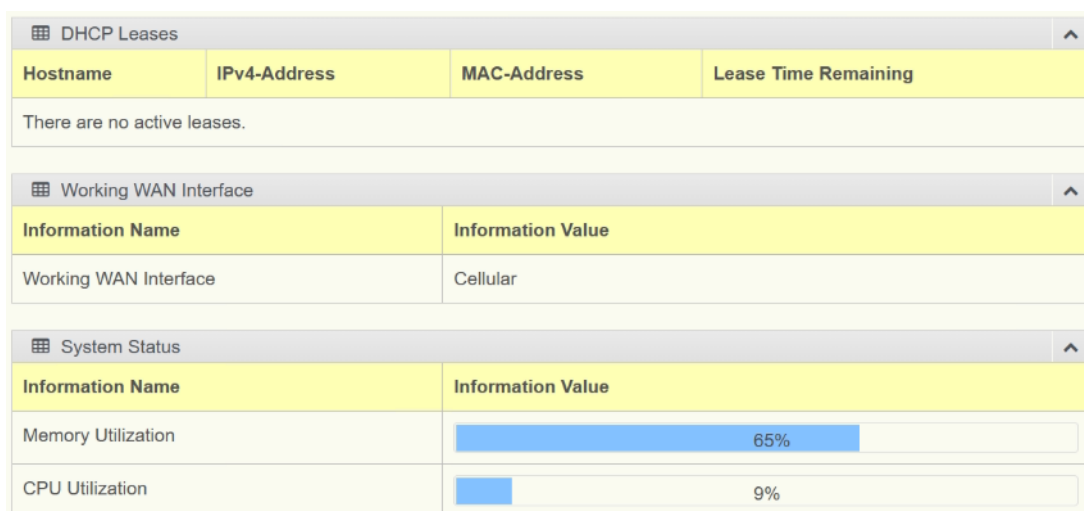 DHCP Leases
Hostname IPv4-Address MAC-Address Lease Time Remaining
There are no active leases.
Working WAN Interface
Information Name Information Value
Working WAN Interface Cellular
System Status
Information Name Information Value
Memory Utilization 65%
CPU Utilization 9%